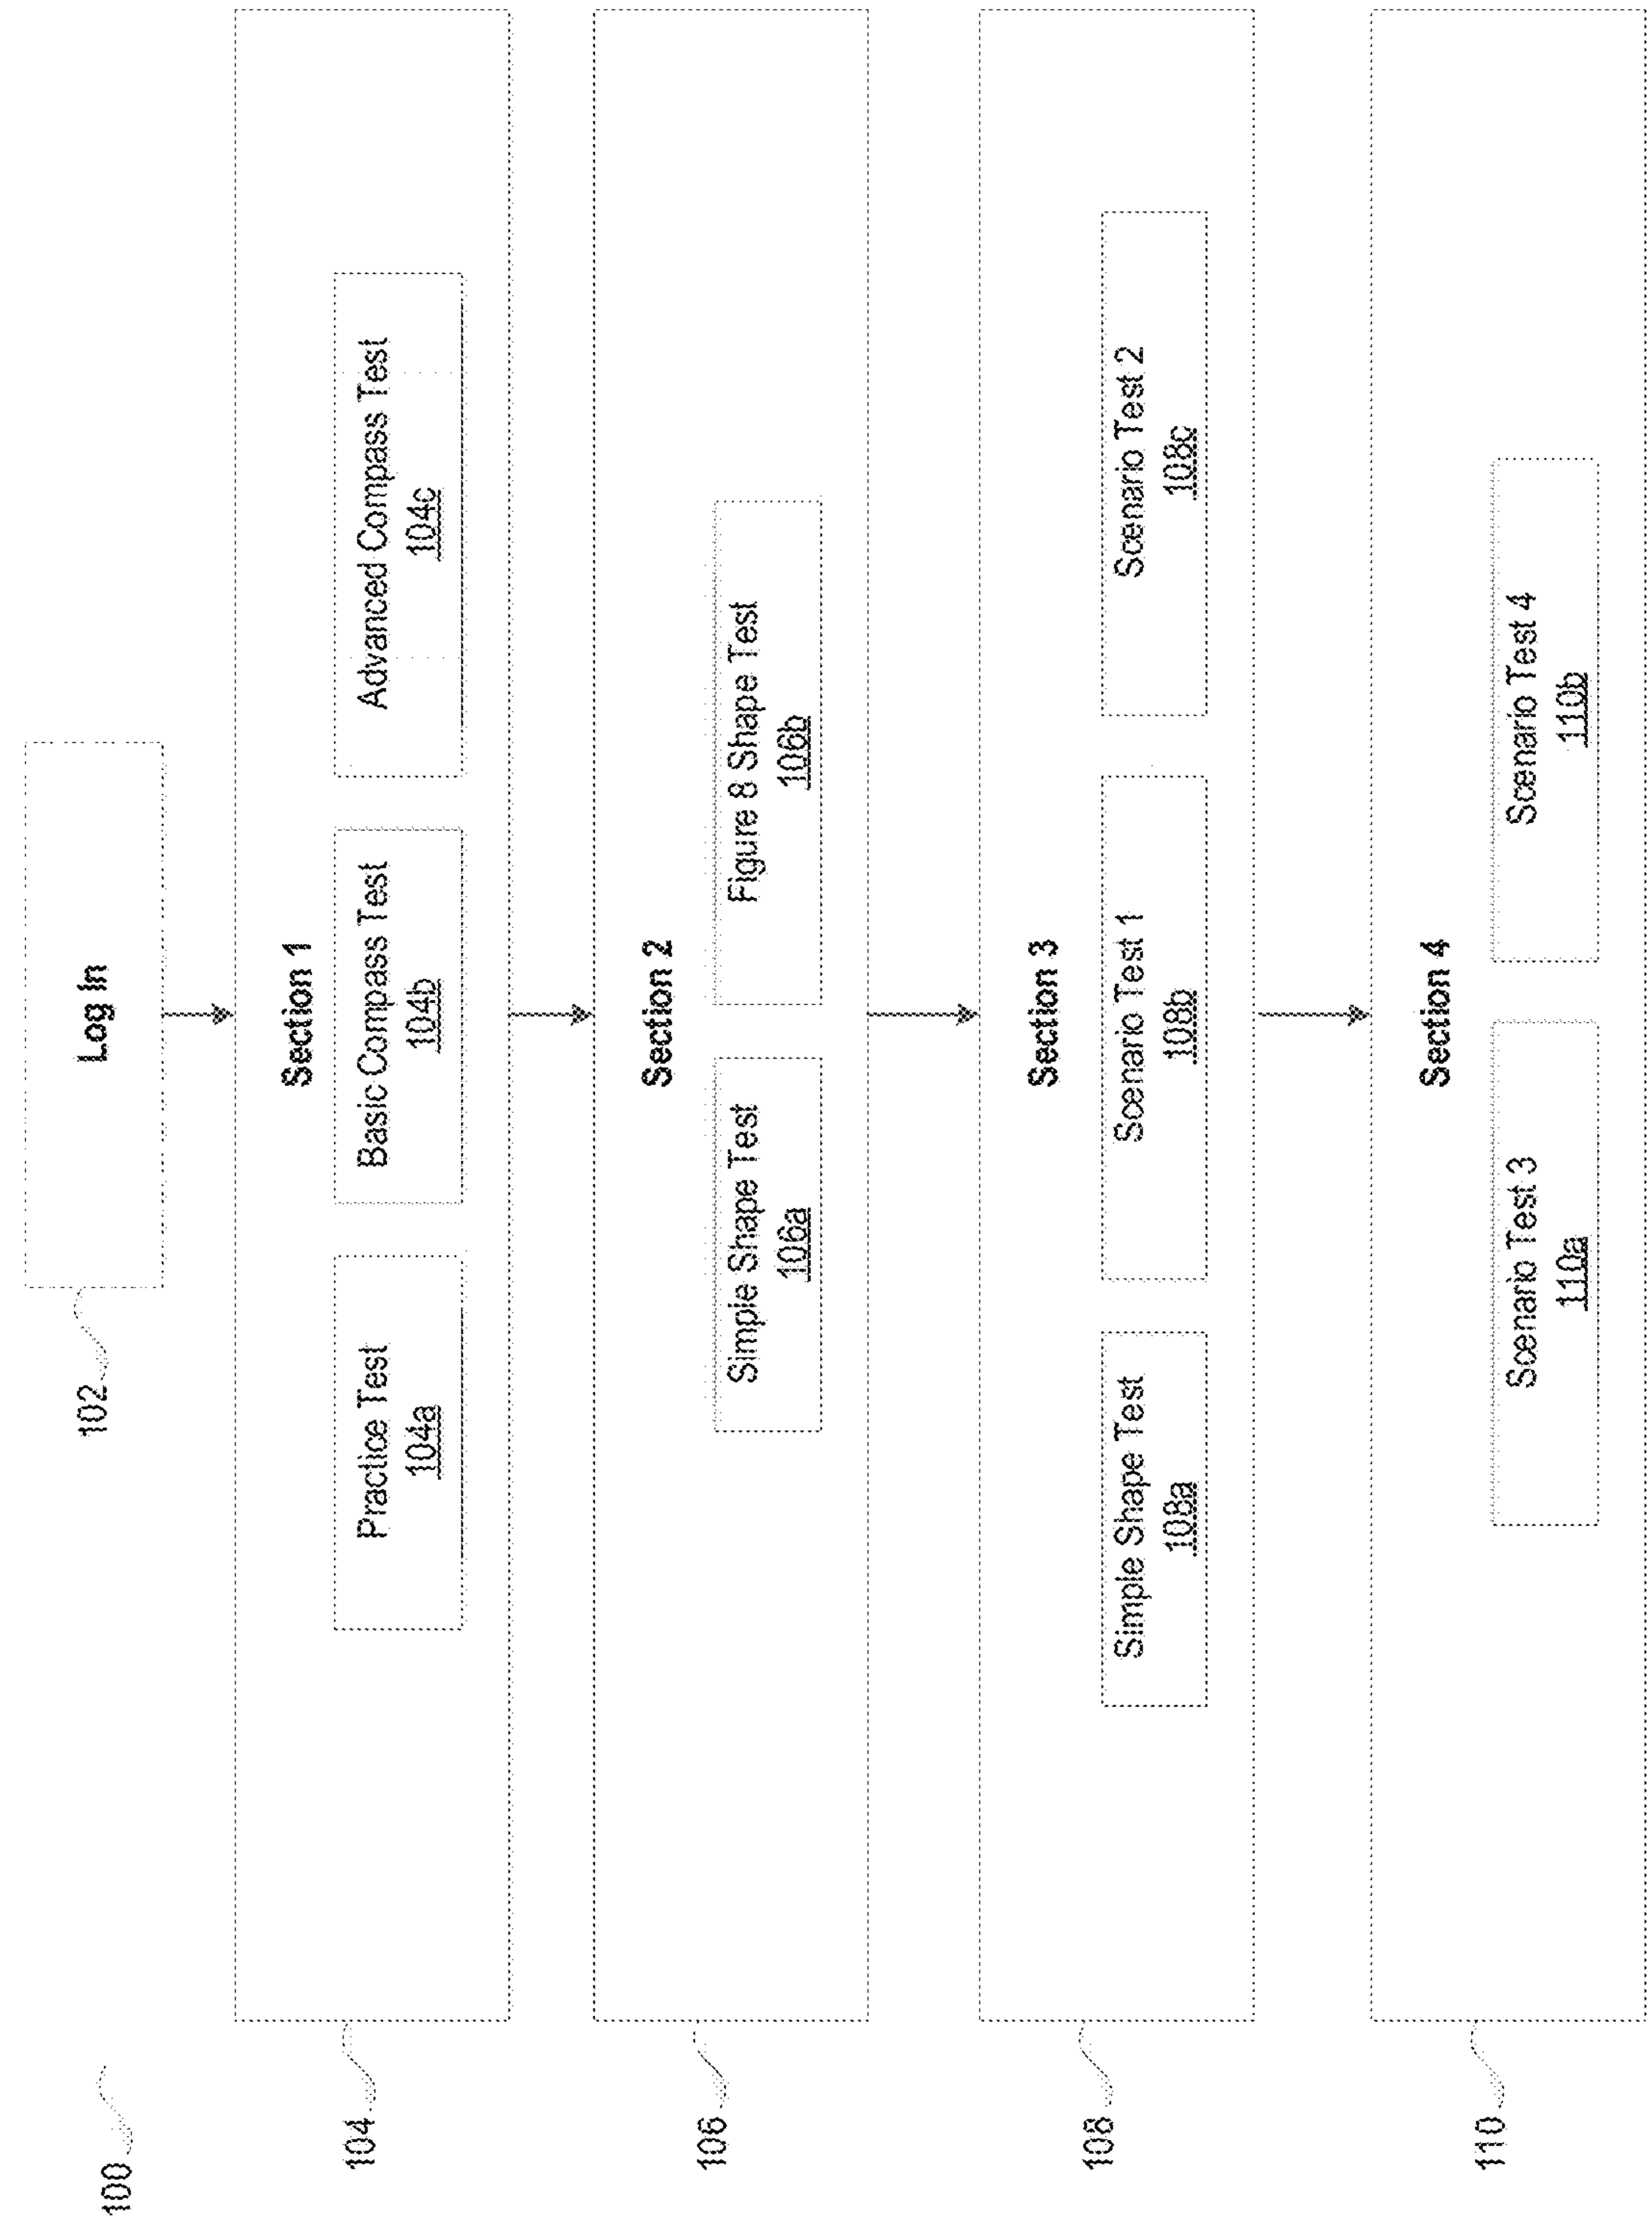 100
102
Log In
104
Section 1
Practice Test
104a
Basic Compass Test
104b
Advanced Compass Test
104c
106
Section 2
Simple Shape Test
106a
Figure 8 Shape Test
106b
108
Section 3
Simple Shape Test
108a
Scenario Test 1
108b
Scenario Test 2
108c
110
Section 4
Scenario Test 3
110a
Scenario Test 4
110b